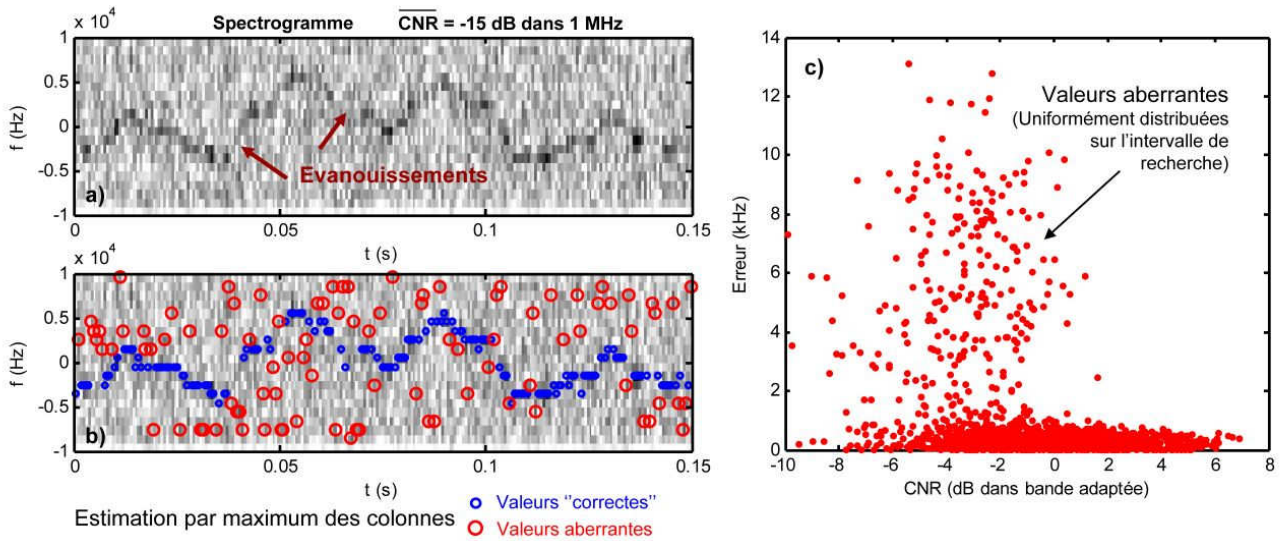 x 10⁴ Spectrogramme CNR = -15 dB dans 1 MHz
1
0.5
0
-0.5
-1
f (Hz)
Evanouissements
a)
0 0.05 0.1 0.15
t (s)
x 10⁴
1
0.5
0
-0.5
-1
f (Hz)
b)
0 0.05 0.1 0.15
t (s)
Estimation par maximum des colonnes
Valeurs "correctes"
Valeurs aberrantes
c)
14
12
10
8
6
4
2
0
Erreur (kHz)
Valeurs aberrantes
(Uniformément distribuées
sur l'intervalle de
recherche)
-10 -8 -6 -4 -2 0 2 4 6 8
CNR (dB dans bande adaptée)